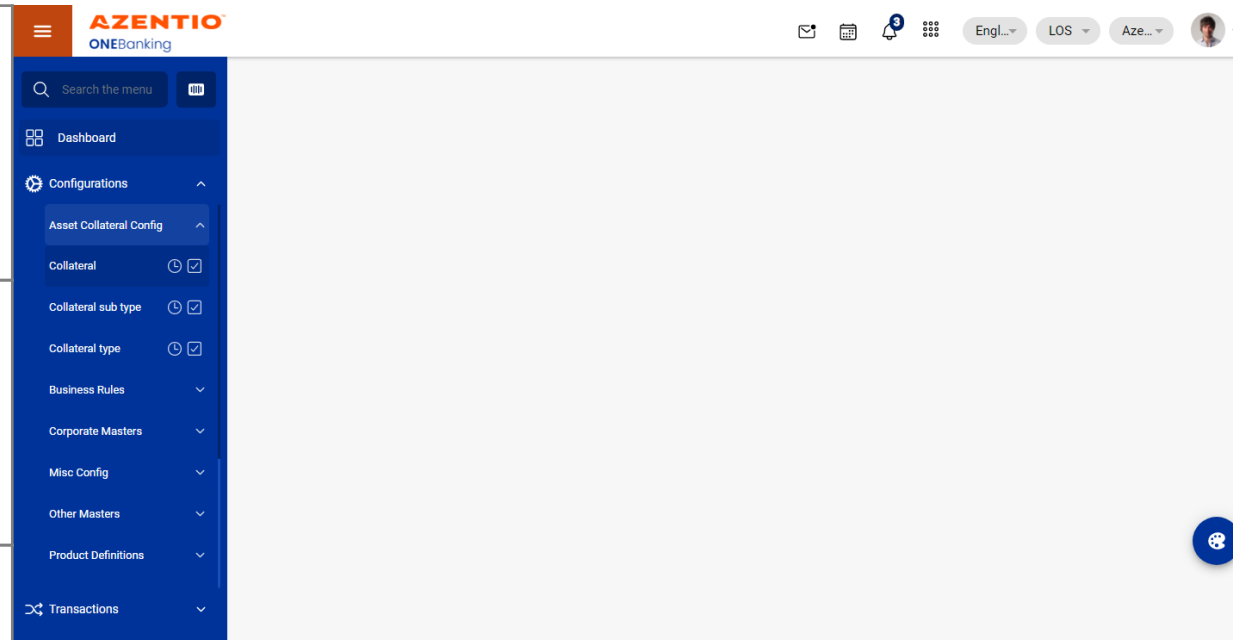 AZENTIO
ONEBanking
3
Engl...
LOS
Aze...
Search the menu
Dashboard
Configurations
Asset Collateral Config
Collateral
Collateral sub type
Collateral type
Business Rules
Corporate Masters
Misc Config
Other Masters
Product Definitions
Transactions